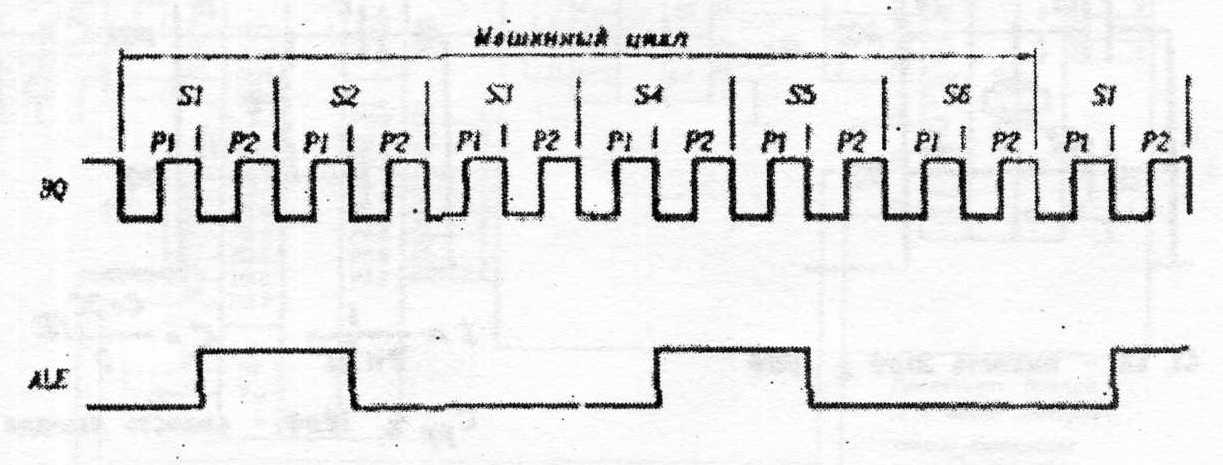 Машинный цикл
S1 S2 S3 S4 S5 S6 S1
P1 P2 P1 P2 P1 P2 P1 P2 P1 P2 P1 P2 P1 P2
BQ
ALE